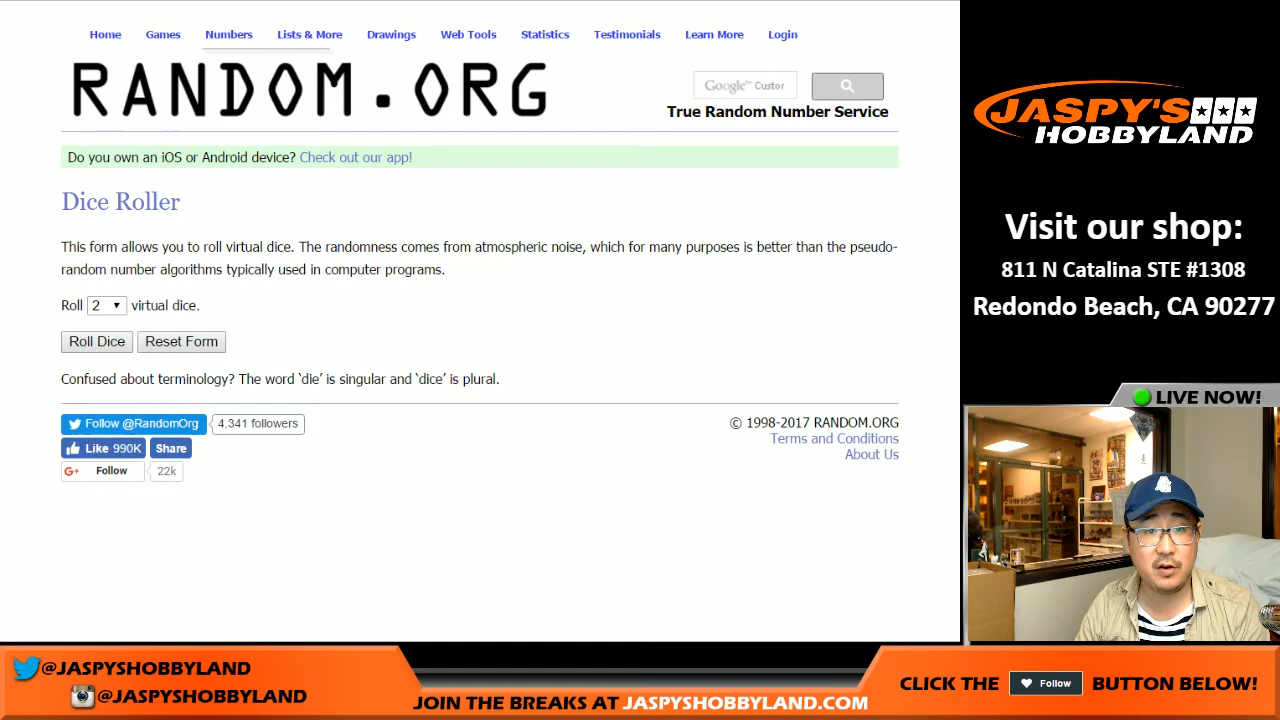 Home Games Numbers Lists & More Drawings Web Tools Statistics Testimonials Learn More Login
RANDOM.ORG
Google™ Custor
True Random Number Service
Do you own an iOS or Android device? Check out our app!
Dice Roller
This form allows you to roll virtual dice. The randomness comes from atmospheric noise, which for many purposes is better than the pseudo-
random number algorithms typically used in computer programs.
Roll 2 virtual dice.
Roll Dice Reset Form
Confused about terminology? The word ‘die’ is singular and ‘dice’ is plural.
Follow @RandomOrg 4,341 followers
Like 990K Share
G+ Follow 22k
© 1998-2017 RANDOM.ORG
Terms and Conditions
About Us
JASPY'S
HOBBYLAND
Visit our shop:
811 N Catalina STE #1308
Redondo Beach, CA 90277
LIVE NOW!
@JASPYSHOBBYLAND
@JASPYSHOBBYLAND
JOIN THE BREAKS AT JASPYSHOBBYLAND.COM
CLICK THE Follow BUTTON BELOW!